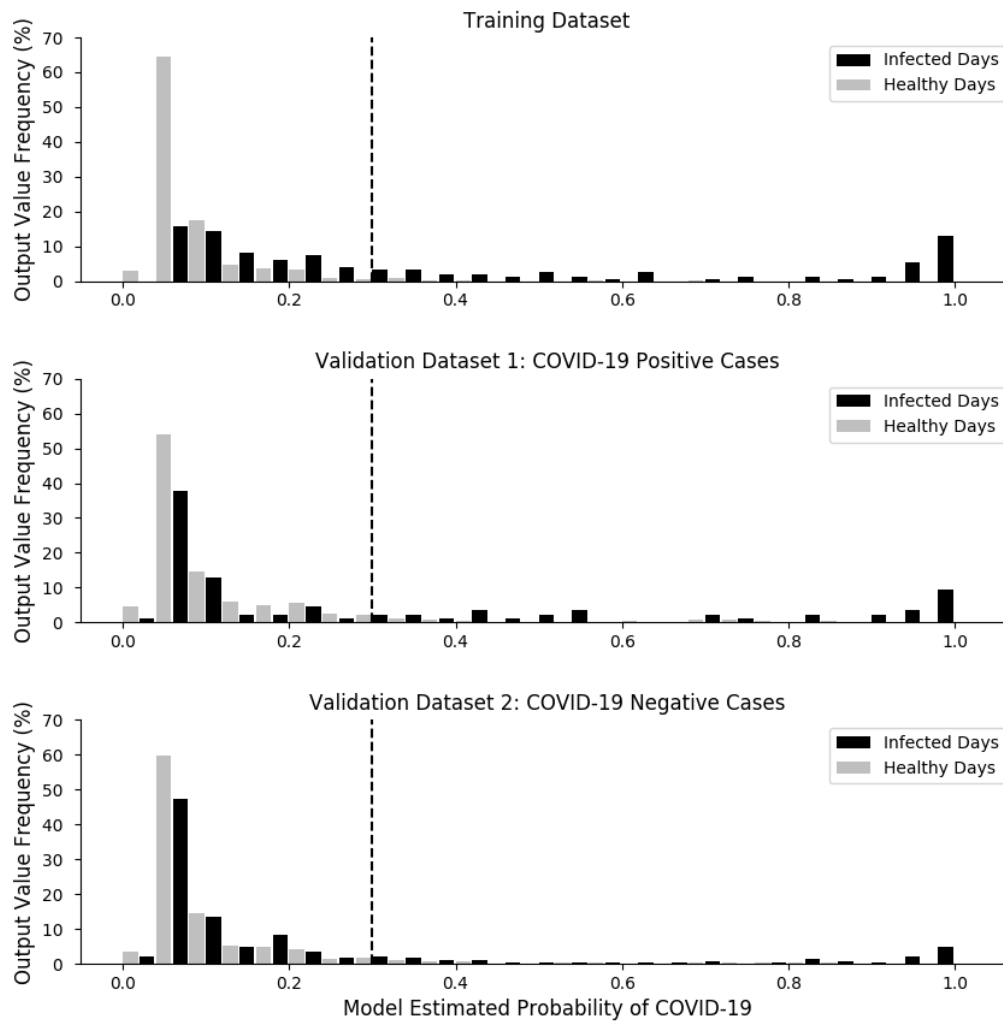 Training Dataset
Output Value Frequency (%)
70
60
50
40
30
20
10
0
0.0 0.2 0.4 0.6 0.8 1.0
Infected Days
Healthy Days
Validation Dataset 1: COVID-19 Positive Cases
Output Value Frequency (%)
70
60
50
40
30
20
10
0
0.0 0.2 0.4 0.6 0.8 1.0
Infected Days
Healthy Days
Validation Dataset 2: COVID-19 Negative Cases
Output Value Frequency (%)
70
60
50
40
30
20
10
0
0.0 0.2 0.4 0.6 0.8 1.0
Infected Days
Healthy Days
Model Estimated Probability of COVID-19